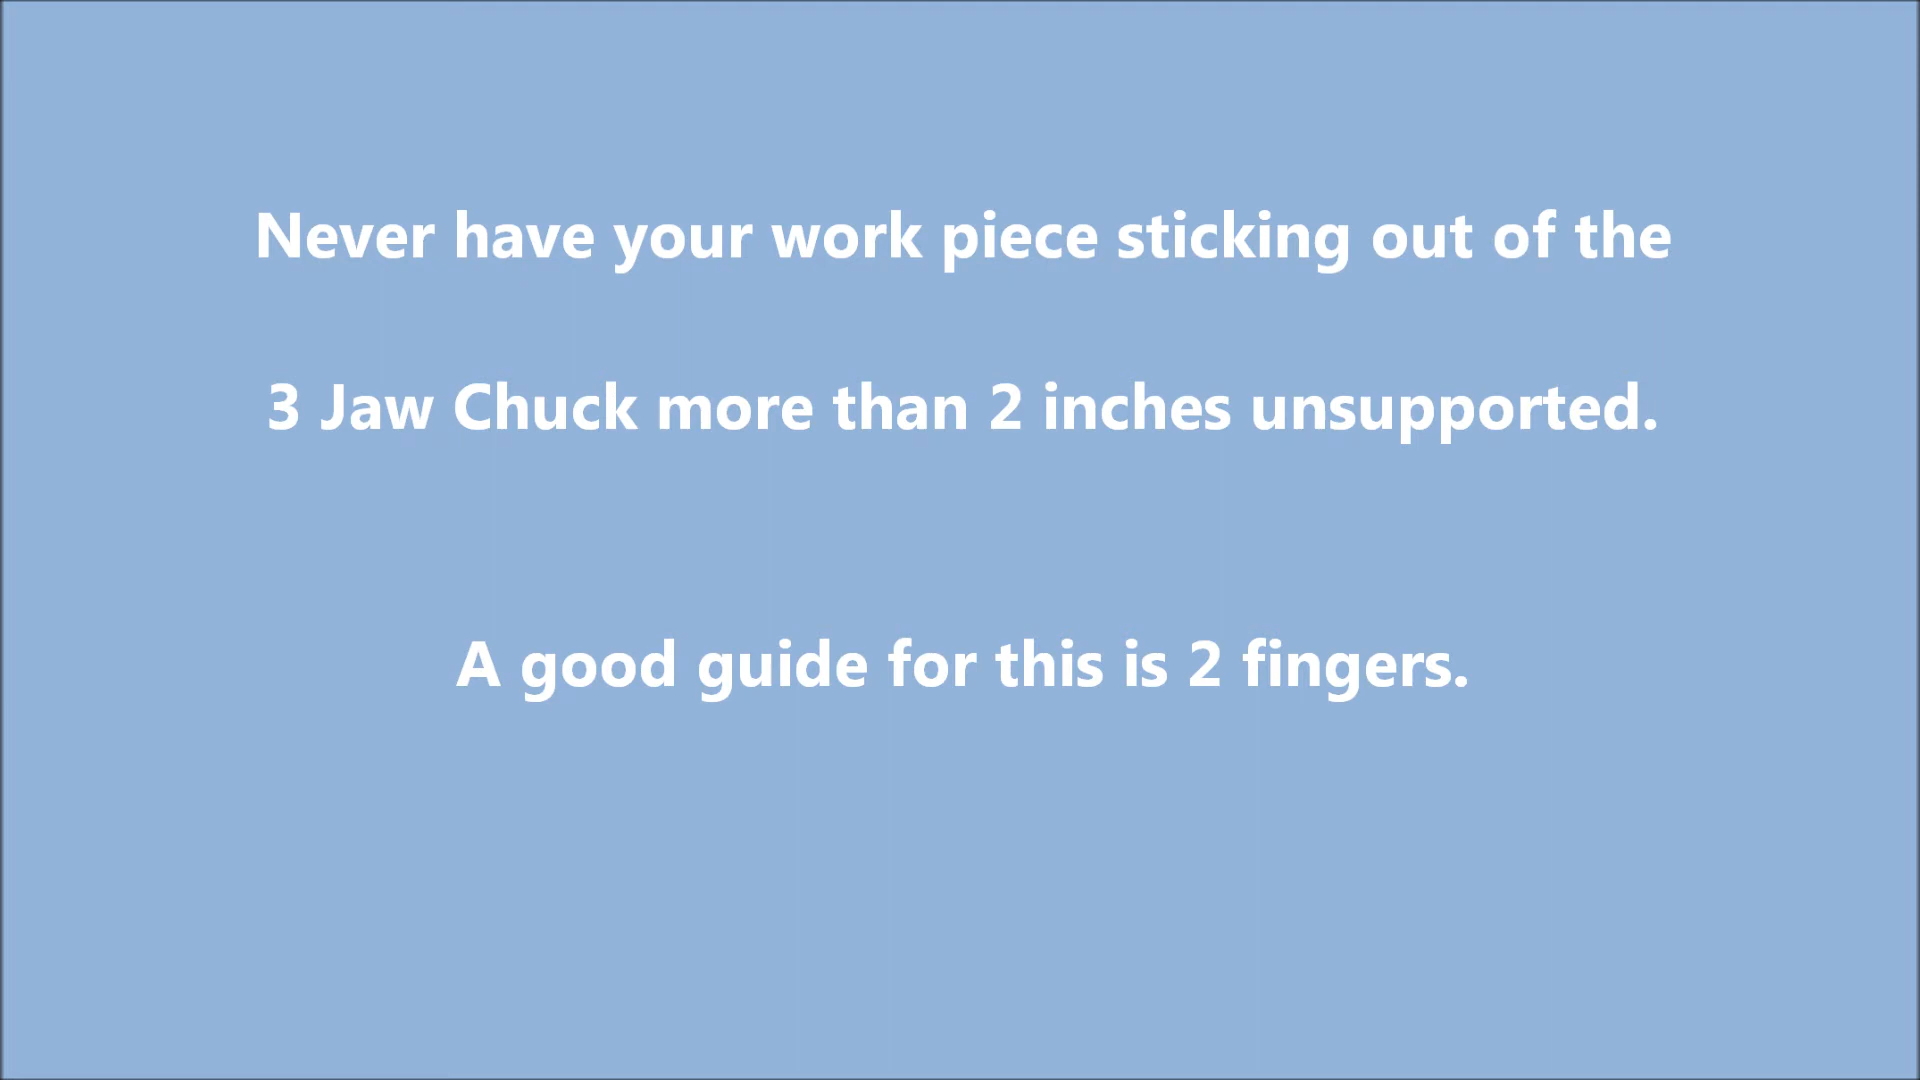 Never have your work piece sticking out of the
3 Jaw Chuck more than 2 inches unsupported.
A good guide for this is 2 fingers.